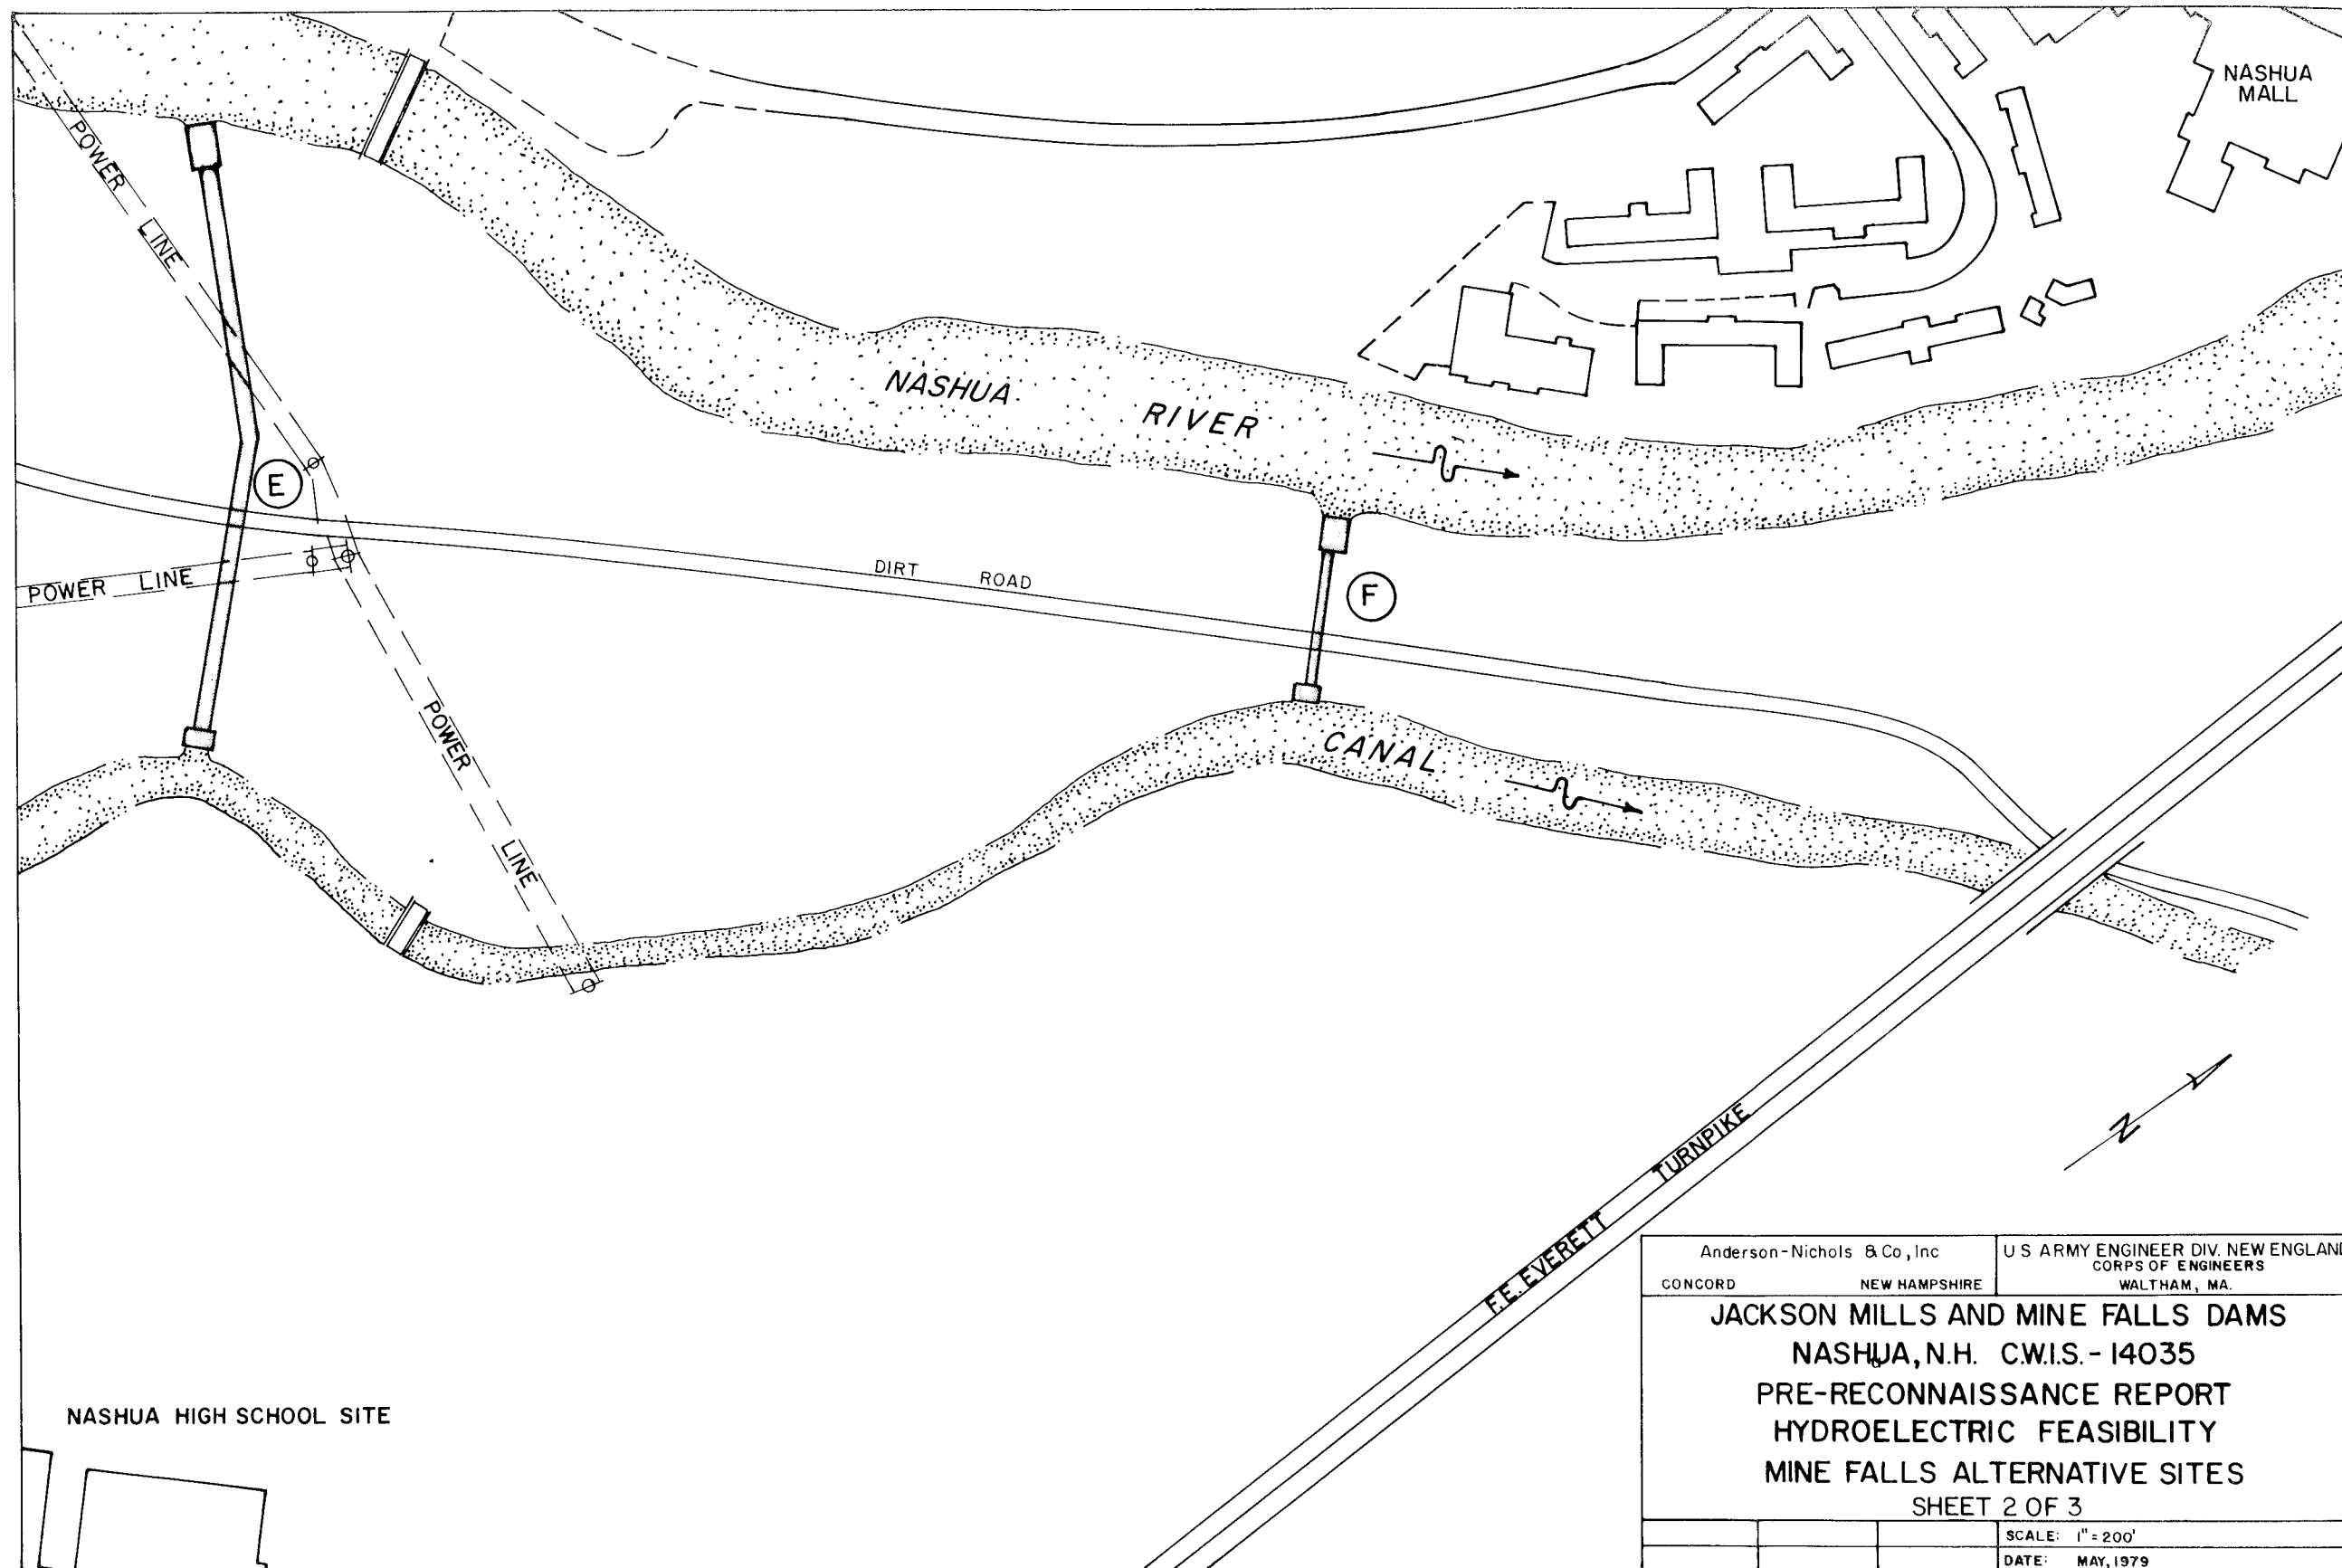 NASHUA
MALL
POWER
LINE
NASHUA
RIVER
E
DIRT ROAD
F
POWER LINE
POWER
LINE
CANAL
N
F.E. EVERETT TURNPIKE
NASHUA HIGH SCHOOL SITE
Anderson-Nichols & Co, Inc
CONCORD NEW HAMPSHIRE
U S ARMY ENGINEER DIV. NEW ENGLAND
CORPS OF ENGINEERS
WALTHAM, MA.
JACKSON MILLS AND MINE FALLS DAMS
NASHUA, N.H. C.W.I.S. - 14035
PRE-RECONNAISSANCE REPORT
HYDROELECTRIC FEASIBILITY
MINE FALLS ALTERNATIVE SITES
SHEET 2 OF 3
SCALE: 1" = 200'
DATE: MAY, 1979